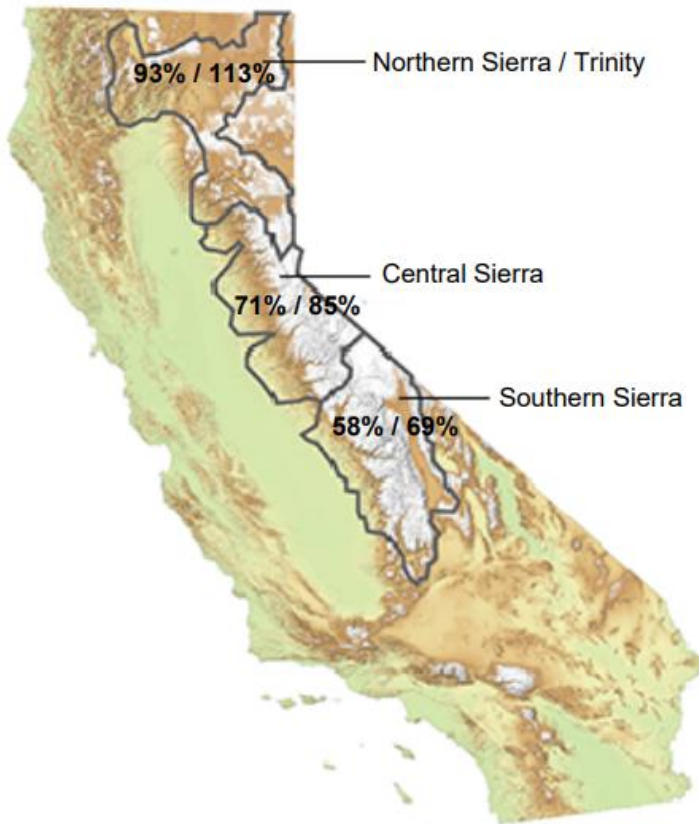 93% / 113%
Northern Sierra / Trinity
71% / 85%
Central Sierra
58% / 69%
Southern Sierra